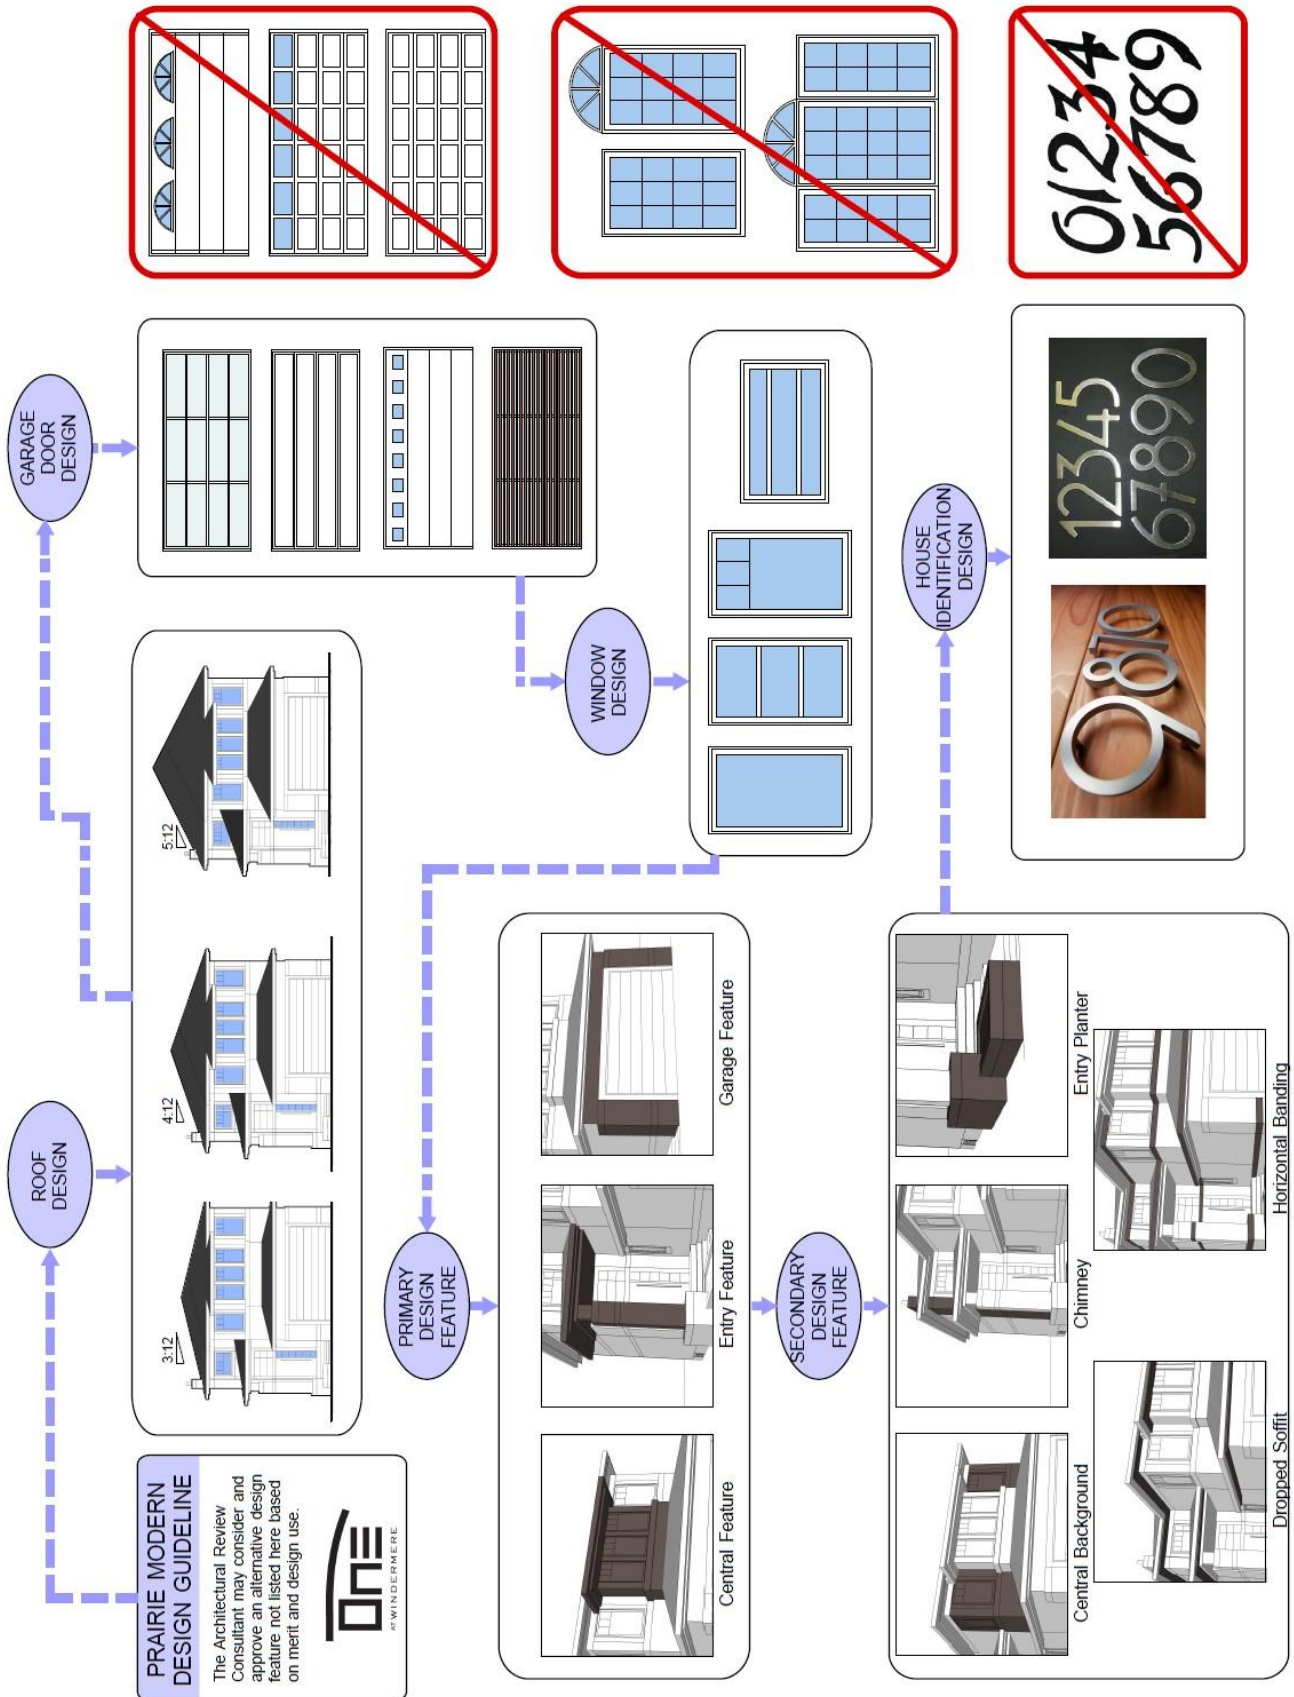 PRAIRIE MODERN
DESIGN GUIDELINE
The Architectural Review
Consultant may consider and
approve an alternative design
feature not listed here based
on merit and design use.
ONE
AT WINDERMERE
ROOF
DESIGN
3:12
4:12
5:12
GARAGE
DOOR
DESIGN
WINDOW
DESIGN
PRIMARY
DESIGN
FEATURE
Central Feature
Entry Feature
Garage Feature
SECONDARY
DESIGN
FEATURE
Central Background
Chimney
Entry Planter
Dropped Soffit
Horizontal Banding
HOUSE
IDENTIFICATION
DESIGN
9870
12345
67890
01234
56789